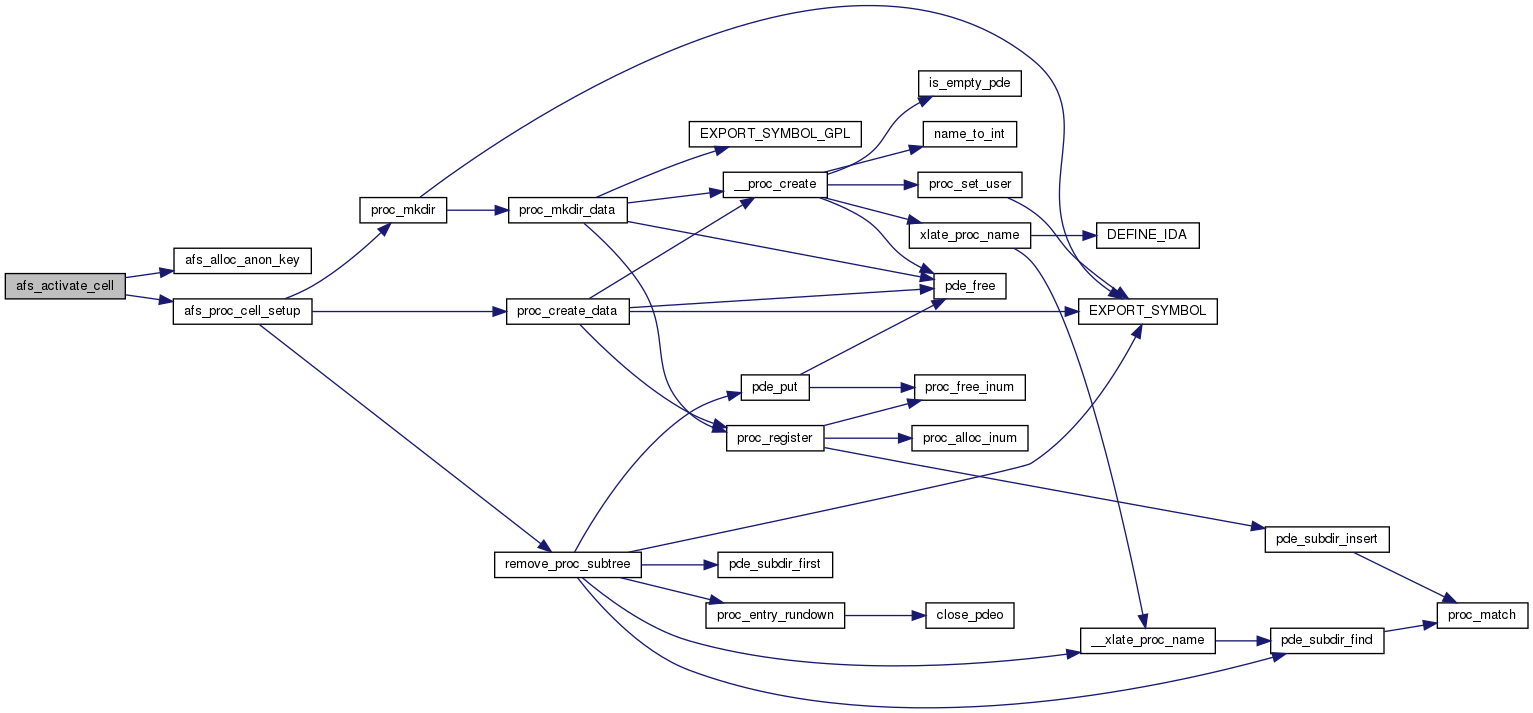 is_empty_pde
EXPORT_SYMBOL_GPL
name_to_int
__proc_create
proc_set_user
proc_mkdir
proc_mkdir_data
xlate_proc_name
DEFINE_IDA
afs_alloc_anon_key
afs_activate_cell
pde_free
afs_proc_cell_setup
proc_create_data
EXPORT_SYMBOL
pde_put
proc_free_inum
proc_register
proc_alloc_inum
pde_subdir_insert
remove_proc_subtree
pde_subdir_first
proc_entry_rundown
close_pdeo
proc_match
__xlate_proc_name
pde_subdir_find